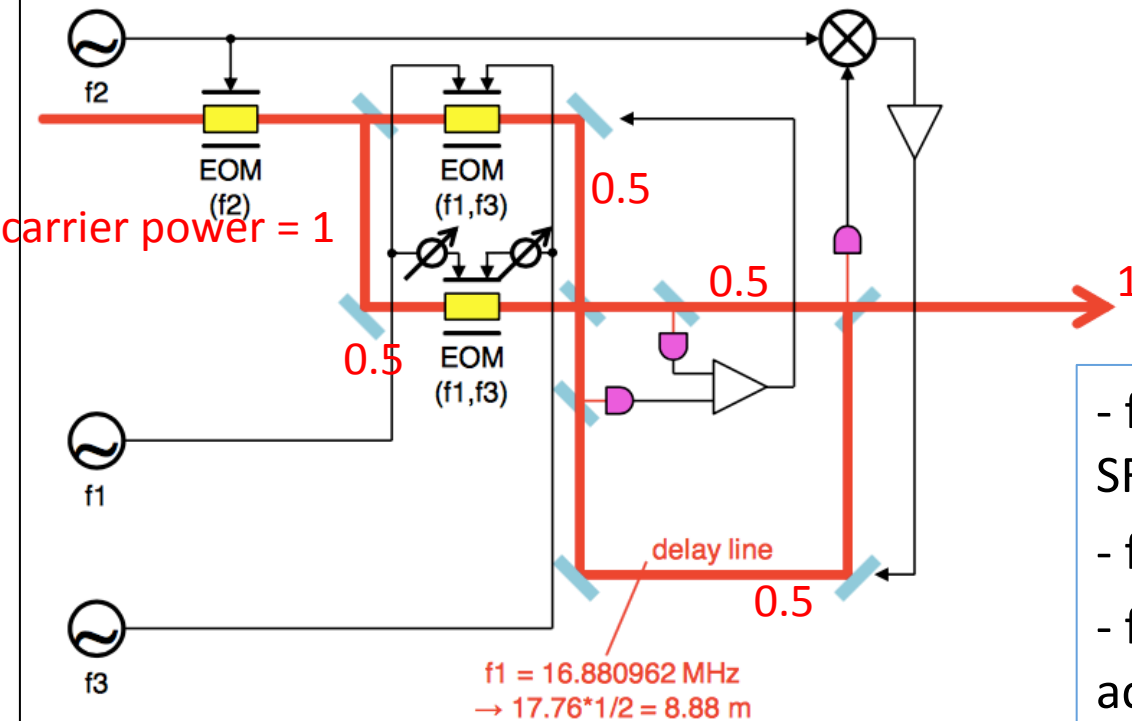 f2
EOM
(f2)
carrier power = 1
EOM
(f1,f3)
0.5
0.5
1
0.5
EOM
(f1,f3)
f1
- f
SF
- f
- f
delay line
0.5
f3
f1 = 16.880962 MHz
→ 17.76*1/2 = 8.88 m